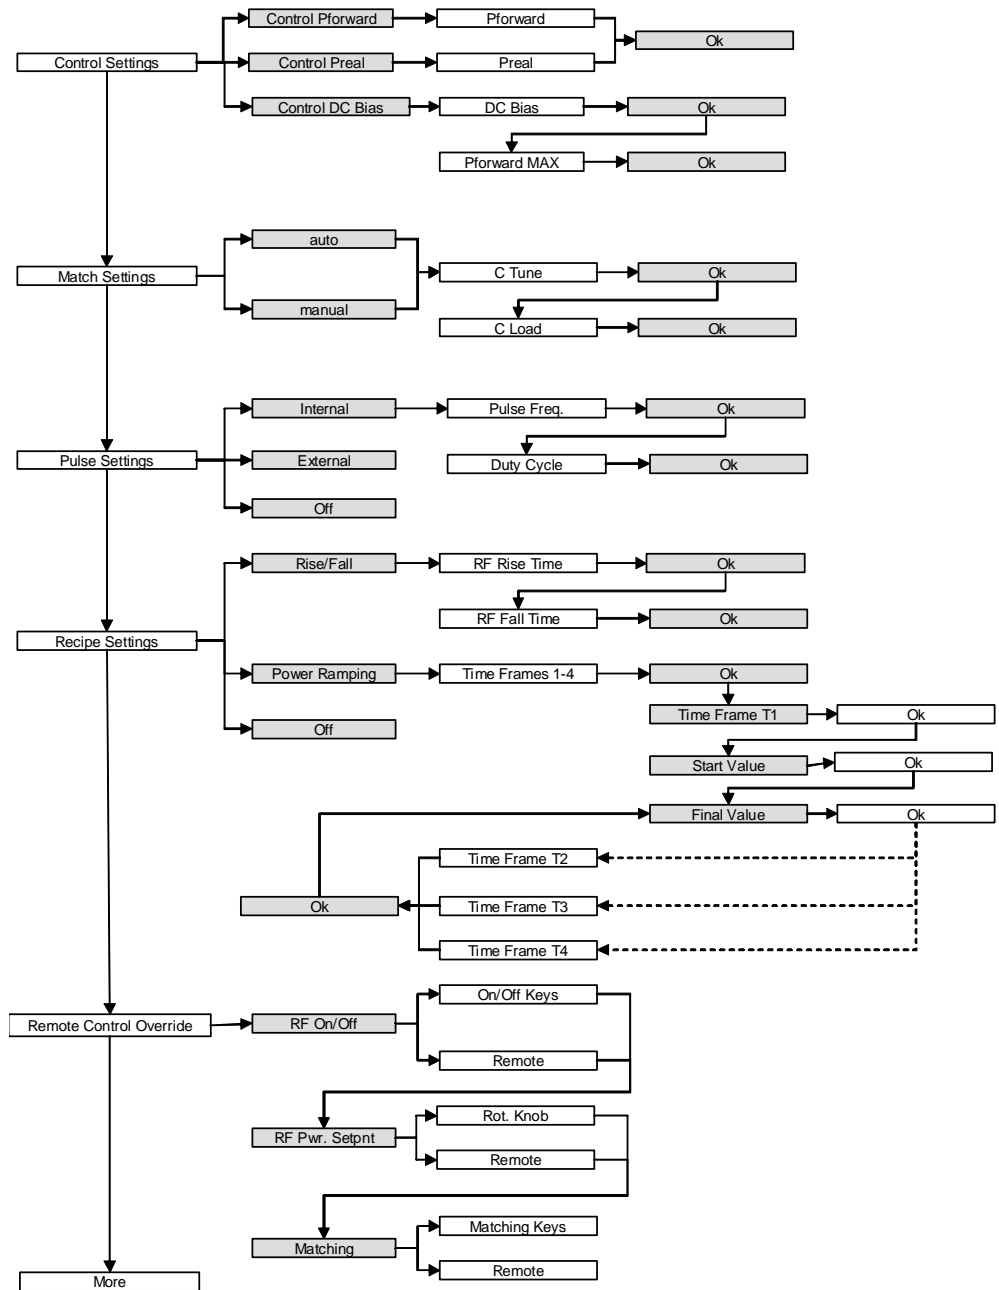 Control Pforward
Pforward
Ok
Control Settings
Control Preal
Preal
Control DC Bias
DC Bias
Ok
Pforward MAX
Ok
auto
Match Settings
C Tune
Ok
manual
C Load
Ok
Internal
Pulse Freq.
Ok
Pulse Settings
External
Duty Cycle
Ok
Off
Rise/Fall
RF Rise Time
Ok
RF Fall Time
Ok
Recipe Settings
Power Ramping
Time Frames 1-4
Ok
Time Frame T1
Ok
Off
Start Value
Ok
Final Value
Ok
Time Frame T2
Ok
Time Frame T3
Time Frame T4
On/Off Keys
Remote Control Override
RF On/Off
Remote
Rot. Knob
RF Pwr. Setpnt
Remote
Matching Keys
Matching
Remote
More